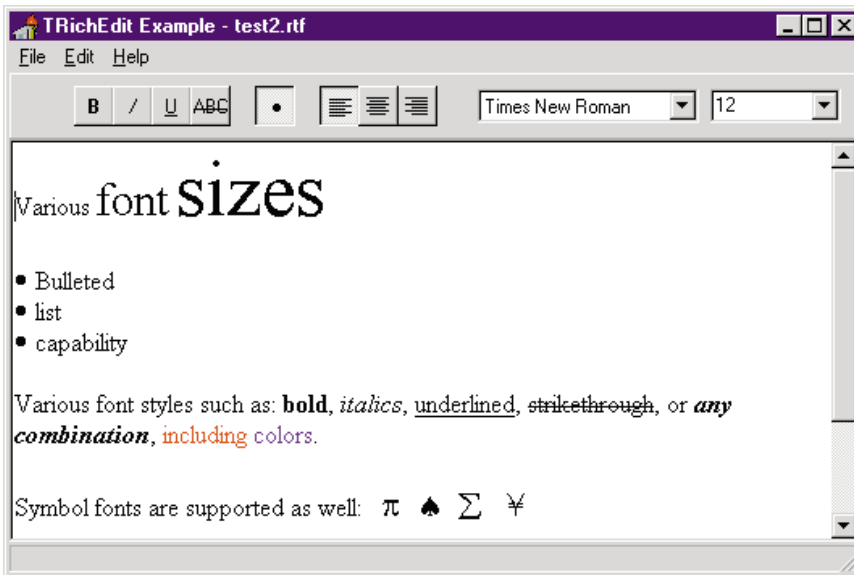 TRichEdit Example - test2.rtf
File Edit Help
B / U ABC • Times New Roman 12
Various font sizes
• Bulleted
• list
• capability
Various font styles such as: bold, italics, underlined, strikethrough, or any
combination, including colors.
Symbol fonts are supported as well: π ♠ Σ ¥